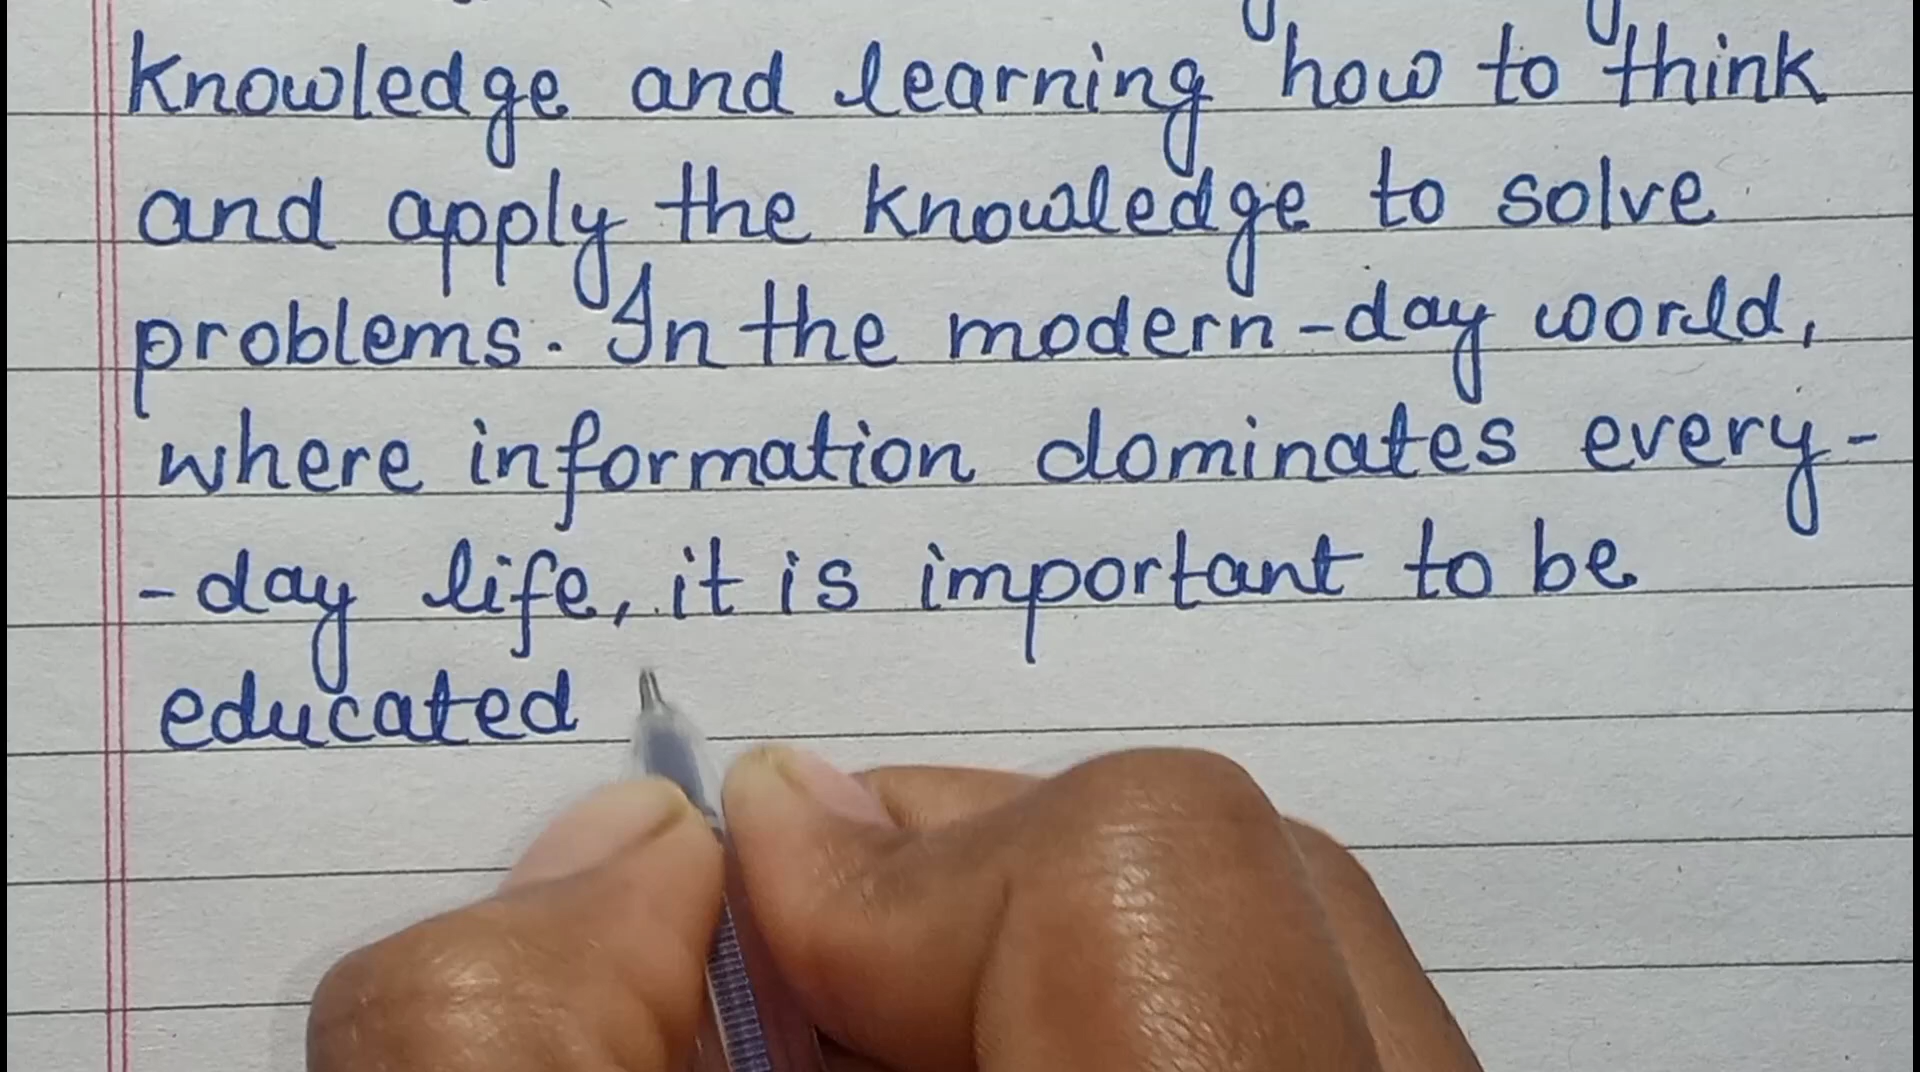 knowledge and learning how to think
and apply the knowledge to solve
problems. In the modern-day world,
where information dominates every-
-day life, it is important to be
educated